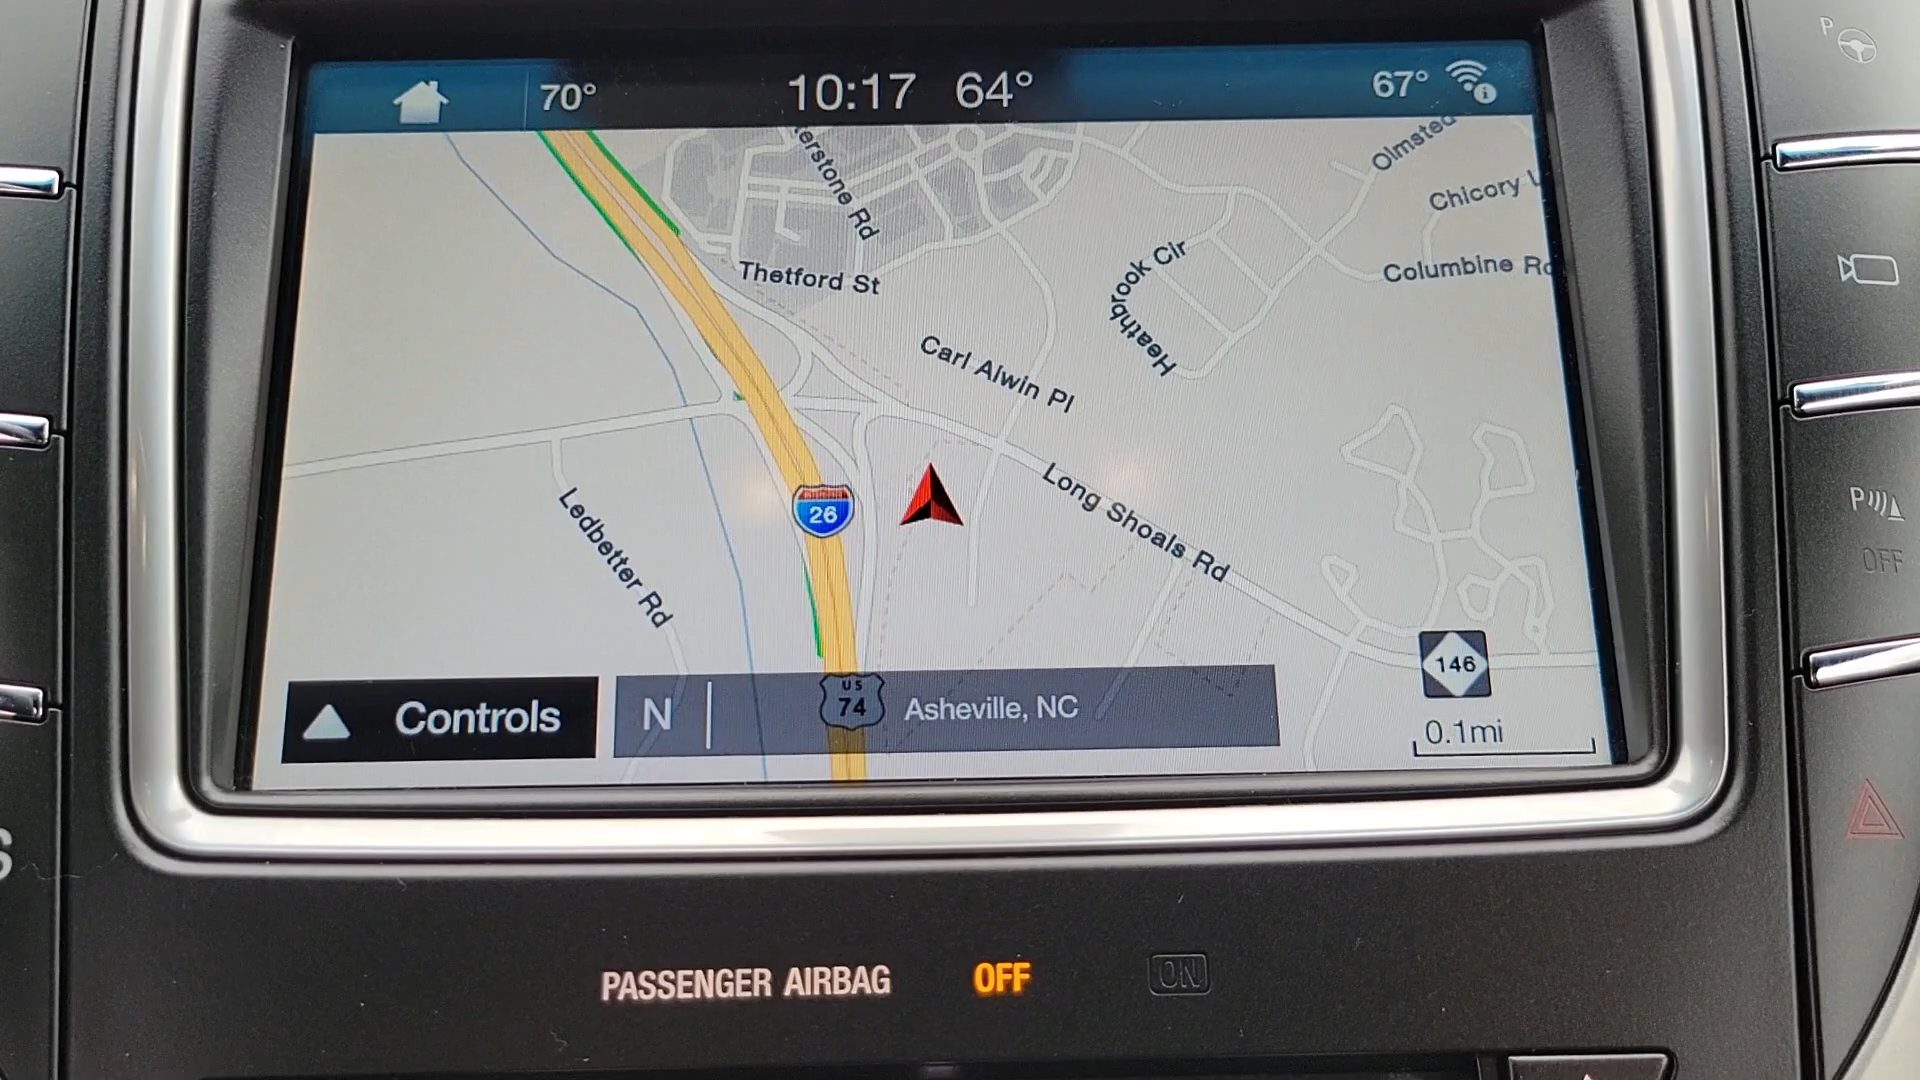 70° 10:17 64° 67°
Olmsted
erstone Rd
Chicory
Heathbrook Cir
Columbine
Thetford St
Carl Alwin Pl
26
Long Shoals Rd
Ledbetter Rd
146
Controls
N
US
74
Asheville, NC
0.1mi
PASSENGER AIRBAG OFF ON
P
P
OFF
S